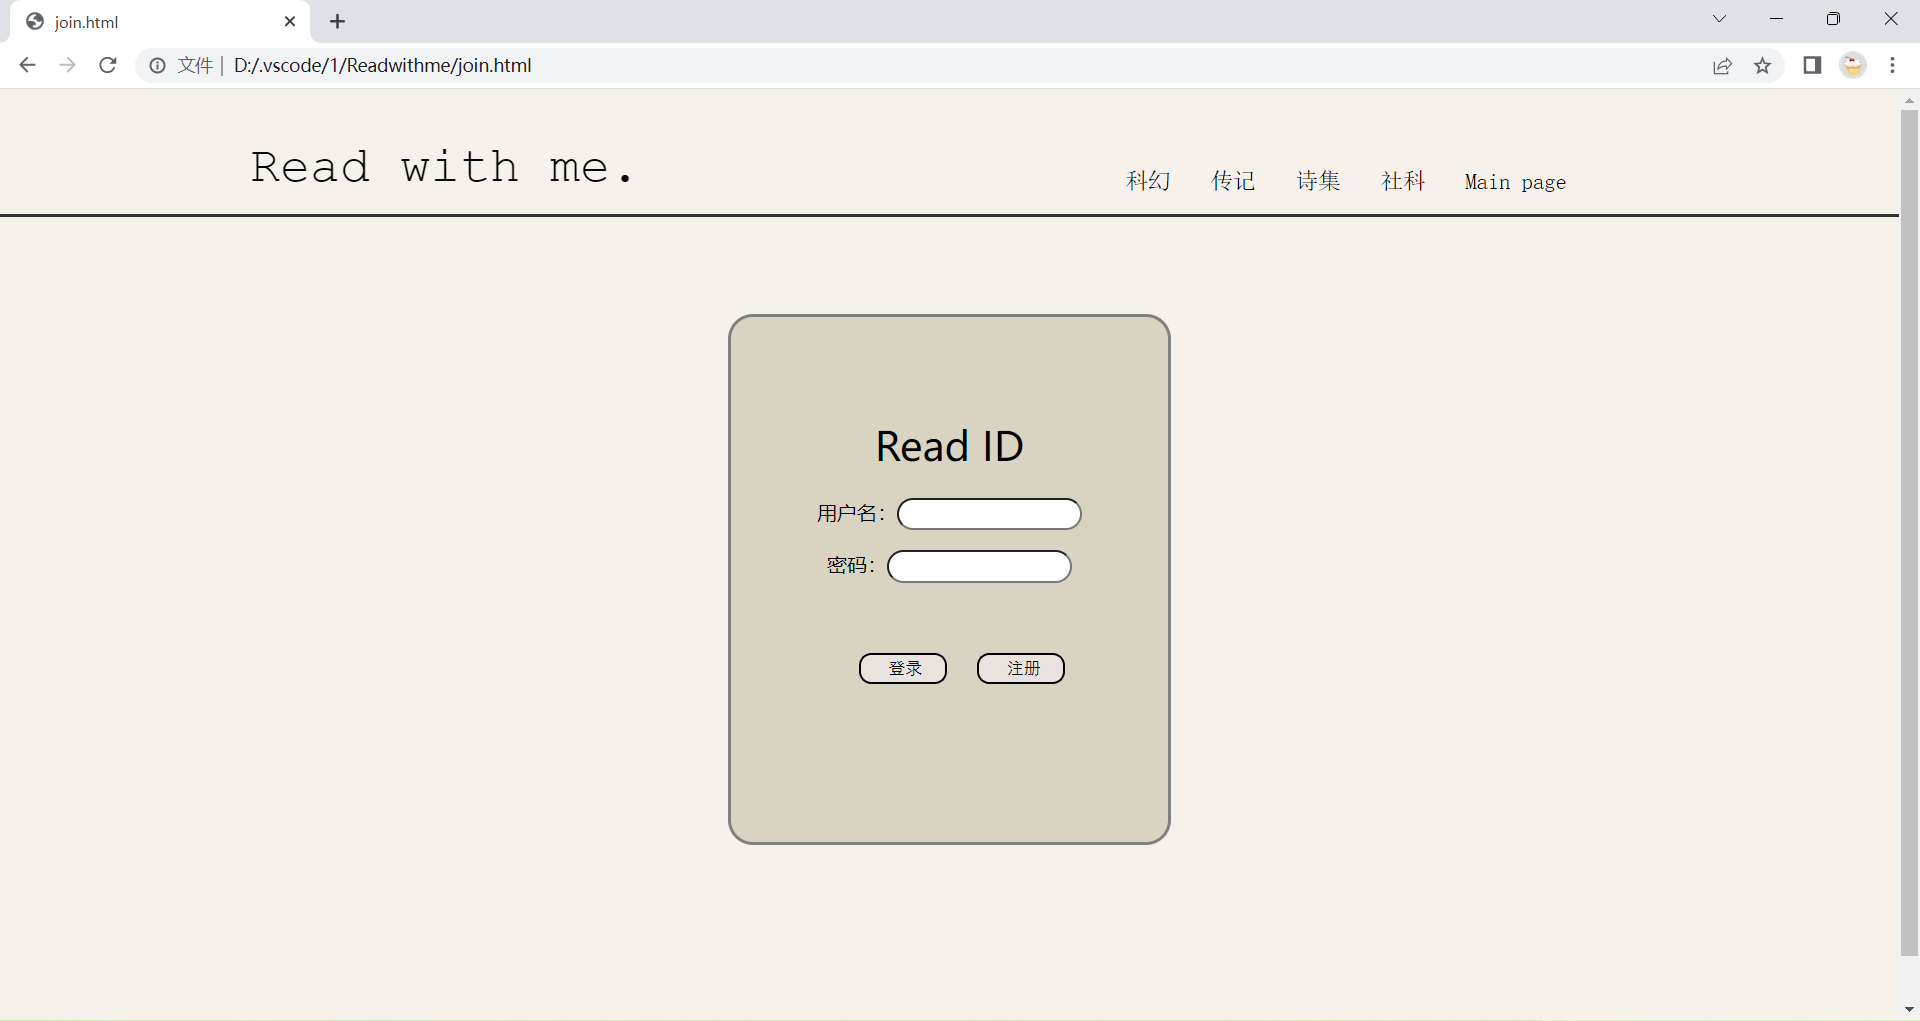 join.html
文件 | D:/.vscode/1/Readwithme/join.html
Read with me.
科幻 传记 诗集 社科 Main page
Read ID
用户名：
密码：
登录 注册